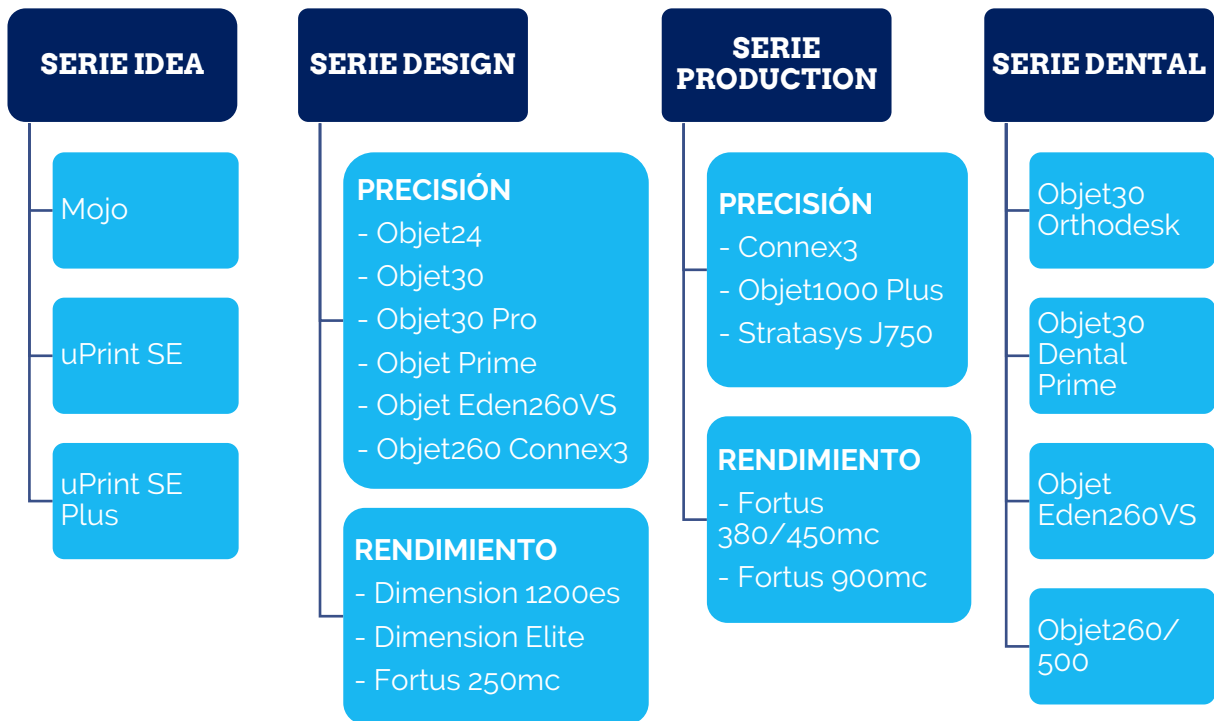 SERIE IDEA
Mojo
uPrint SE
uPrint SE
Plus
SERIE DESIGN
PRECISIÓN
- Objet24
- Objet30
- Objet30 Pro
- Objet Prime
- Objet Eden260VS
- Objet260 Connex3
RENDIMIENTO
- Dimension 1200es
- Dimension Elite
- Fortus 250mc
SERIE
PRODUCTION
PRECISIÓN
- Connex3
- Objet1000 Plus
- Stratasys J750
RENDIMIENTO
- Fortus
380/450mc
- Fortus 900mc
SERIE DENTAL
Objet30
Orthodesk
Objet30
Dental
Prime
Objet
Eden260VS
Objet260/
500